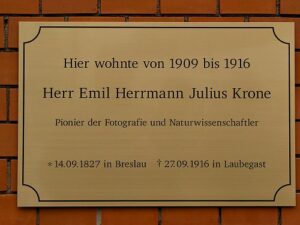 Hier wohnte von 1909 bis 1916
Herr Emil Herrmann Julius Krone
Pionier der Fotografie und Naturwissenschaftler
* 14.09.1827 in Breslau † 27.09.1916 in Laubegast